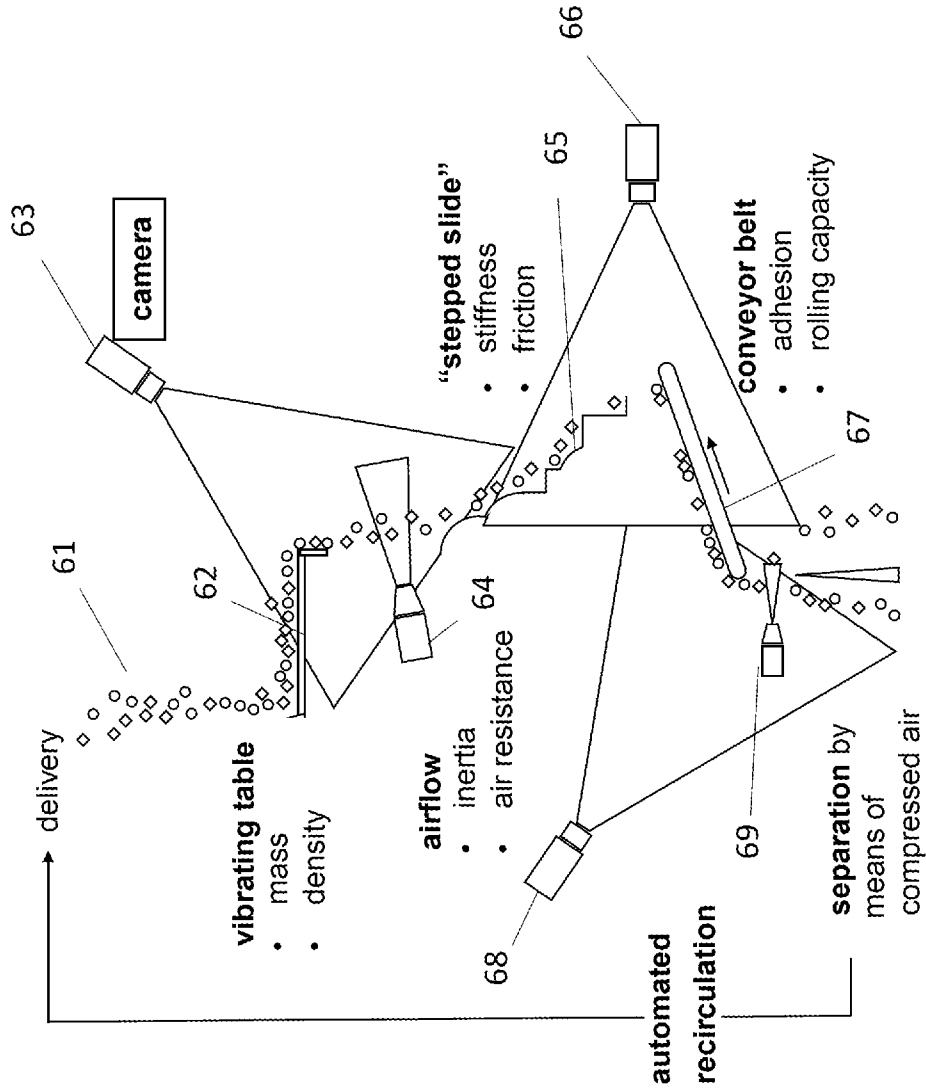 63
camera
61
delivery
62
vibrating table
• mass
• density
64
airflow
• inertia
• air resistance
"stepped slide"
• stiffness
• friction
65
66
conveyor belt
• adhesion
• rolling capacity
67
68
69
automated
recirculation
separation by
means of
compressed air